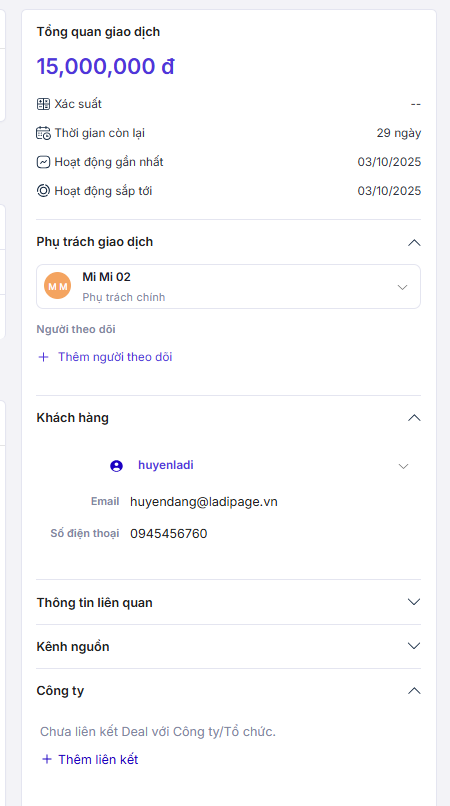 Tổng quan giao dịch
15,000,000 đ
Xác suất --
Thời gian còn lại 29 ngày
Hoạt động gần nhất 03/10/2025
Hoạt động sắp tới 03/10/2025
Phụ trách giao dịch
M M Mi Mi 02
Phụ trách chính
Người theo dõi
+ Thêm người theo dõi
Khách hàng
huyenladi
Email huyendang@ladipage.vn
Số điện thoại 0945456760
Thông tin liên quan
Kênh nguồn
Công ty
Chưa liên kết Deal với Công ty/Tổ chức.
+ Thêm liên kết